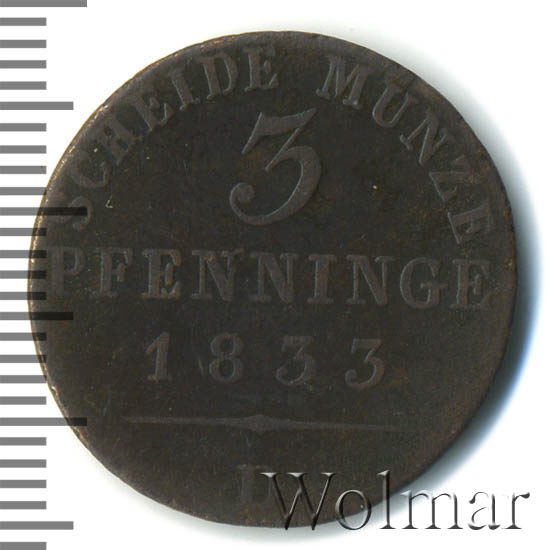 SCHEIDE MUNZE
3
PFENNINGE
1833
Wolmar